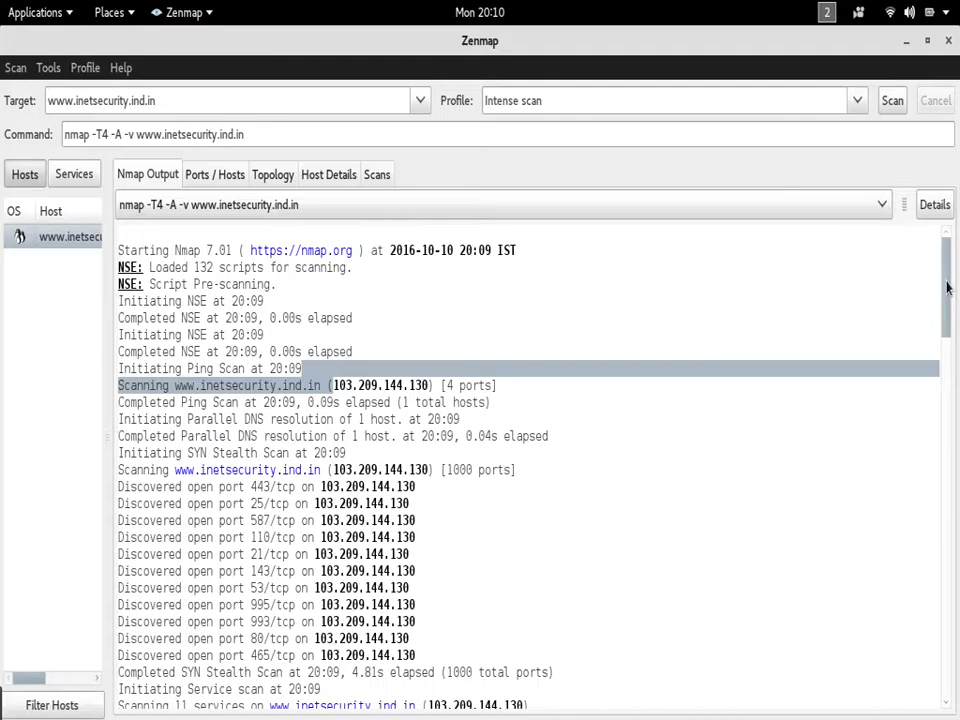 Applications Places Zenmap Mon 20:10 2
Zenmap
Scan Tools Profile Help
Target: www.inetsecurity.ind.in Profile: Intense scan Scan Cancel
Command: nmap -T4 -A -v www.inetsecurity.ind.in
Hosts Services Nmap Output Ports / Hosts Topology Host Details Scans
nmap -T4 -A -v www.inetsecurity.ind.in Details
OS Host
www.inetsecu
Starting Nmap 7.01 ( https://nmap.org ) at 2016-10-10 20:09 IST
NSE: Loaded 132 scripts for scanning.
NSE: Script Pre-scanning.
Initiating NSE at 20:09
Completed NSE at 20:09, 0.00s elapsed
Initiating NSE at 20:09
Completed NSE at 20:09, 0.00s elapsed
Initiating Ping Scan at 20:09
Scanning www.inetsecurity.ind.in (103.209.144.130) [4 ports]
Completed Ping Scan at 20:09, 0.09s elapsed (1 total hosts)
Initiating Parallel DNS resolution of 1 host. at 20:09
Completed Parallel DNS resolution of 1 host. at 20:09, 0.04s elapsed
Initiating SYN Stealth Scan at 20:09
Scanning www.inetsecurity.ind.in (103.209.144.130) [1000 ports]
Discovered open port 443/tcp on 103.209.144.130
Discovered open port 25/tcp on 103.209.144.130
Discovered open port 587/tcp on 103.209.144.130
Discovered open port 110/tcp on 103.209.144.130
Discovered open port 21/tcp on 103.209.144.130
Discovered open port 143/tcp on 103.209.144.130
Discovered open port 53/tcp on 103.209.144.130
Discovered open port 995/tcp on 103.209.144.130
Discovered open port 993/tcp on 103.209.144.130
Discovered open port 80/tcp on 103.209.144.130
Discovered open port 465/tcp on 103.209.144.130
Completed SYN Stealth Scan at 20:09, 4.81s elapsed (1000 total ports)
Initiating Service scan at 20:09
Scanning 11 services on www.inetsecurity.ind.in (103.209.144.130)
Filter Hosts